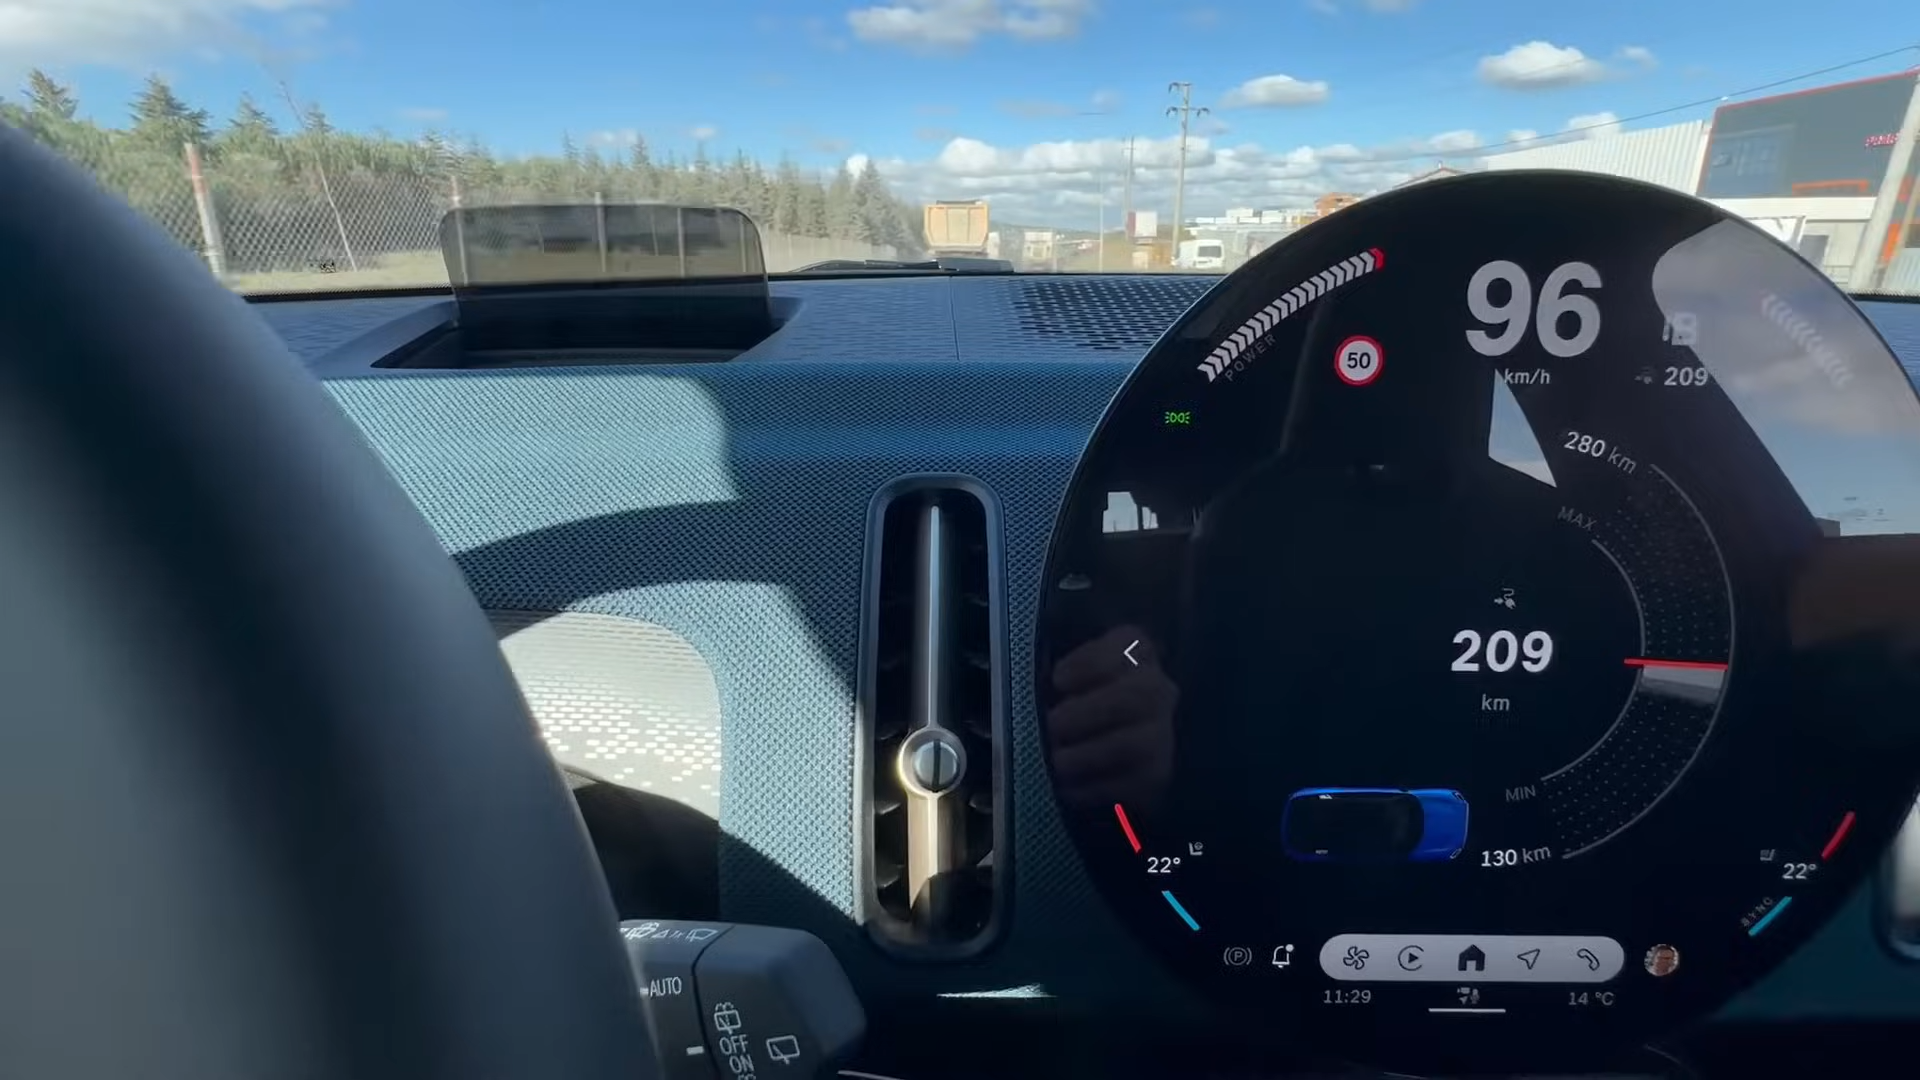 96
km/h
POWER
50
209
280 km
MAX
209
km
MIN
130 km
22°
22°
SYNC
P
11:29
14 °C
AUTO
OFF
ON